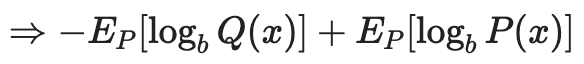 ⇒ −E_P[log_b Q(x)] + E_P[log_b P(x)]